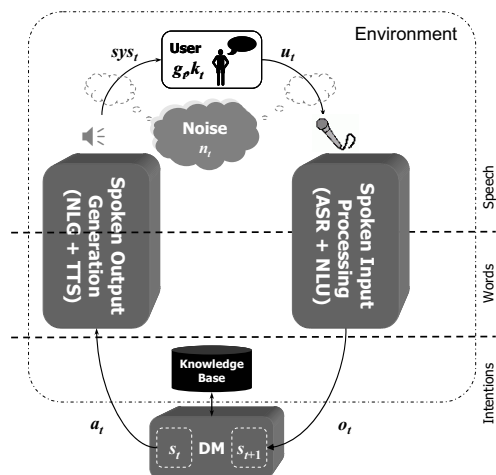 Environment
sys_t
User
g_t,k_t
u_t
Noise
n_t
Spoken Output
Generation
(NLG + TTS)
Spoken Input
Processing
(ASR + NLU)
Speech
Words
Intentions
Knowledge
Base
a_t
o_t
s_t
DM
s_{t+1}